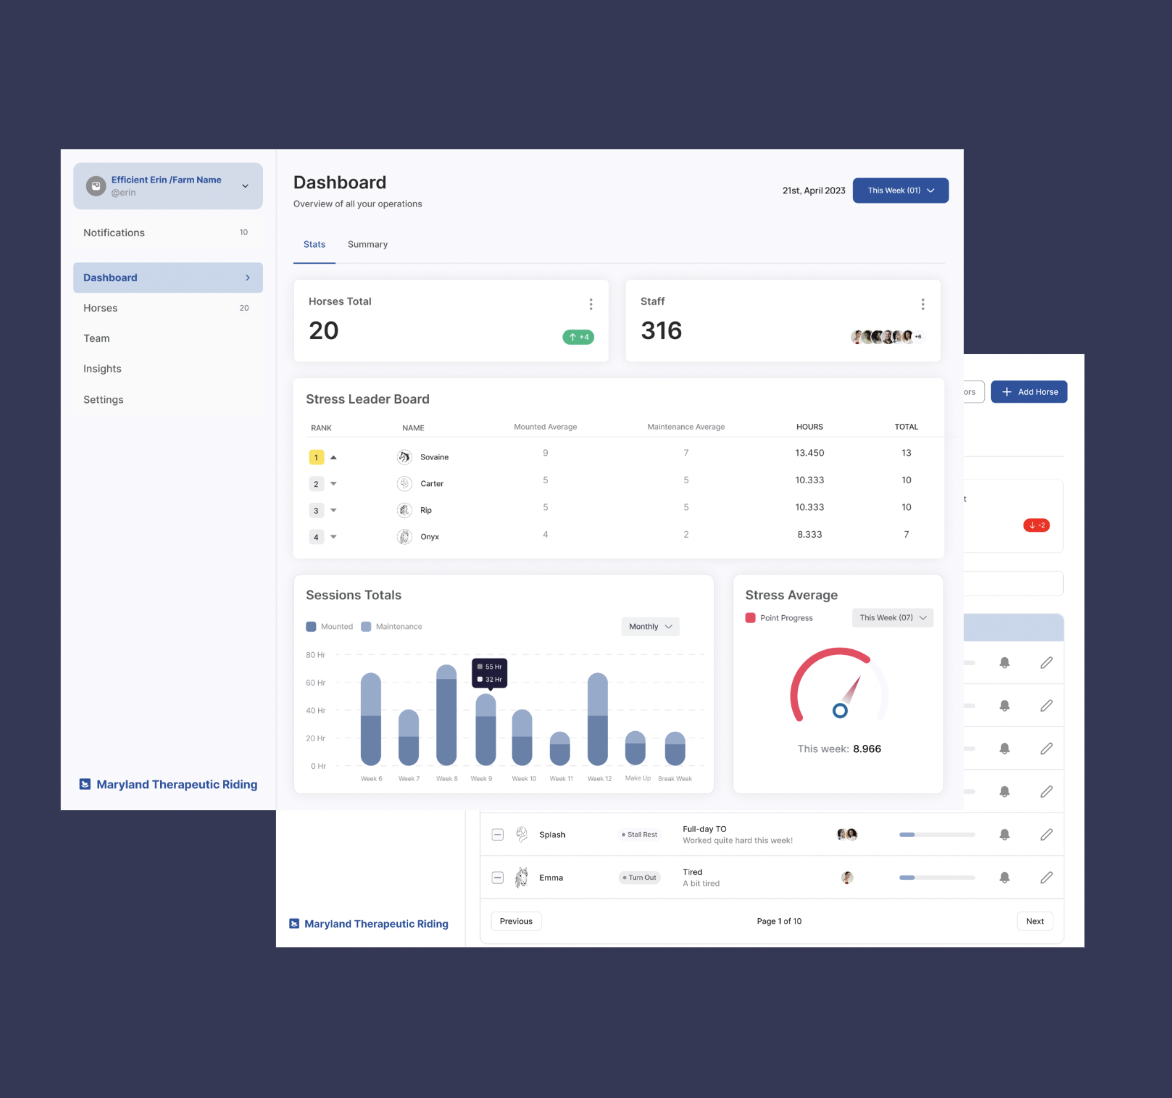 Efficient Erin /Farm Name
@erin
Notifications 10
Dashboard
Horses 20
Team
Insights
Settings
Maryland Therapeutic Riding
Dashboard
Overview of all your operations
21st, April 2023
This Week (01)
Stats Summary
Horses Total
20
+4
Staff
316
Stress Leader Board
RANK NAME Mounted Average Maintenance Average HOURS TOTAL
1 Sovaine 9 7 13.450 13
2 Carter 5 5 10.333 10
3 Rip 5 5 10.333 10
4 Onyx 4 2 8.333 7
Sessions Totals
Mounted Maintenance
Monthly
80 Hr
60 Hr
40 Hr
20 Hr
0 Hr
55 Hr
32 Hr
Week 6 Week 7 Week 8 Week 9 Week 10 Week 11 Week 12 Make Up Break Week
Stress Average
Point Progress
This Week (07)
This week: 8.966
ors
Add Horse
t
-2
Splash Stall Rest Full-day TO
Worked quite hard this week!
Emma Turn Out Tired
A bit tired
Previous Page 1 of 10 Next
Maryland Therapeutic Riding